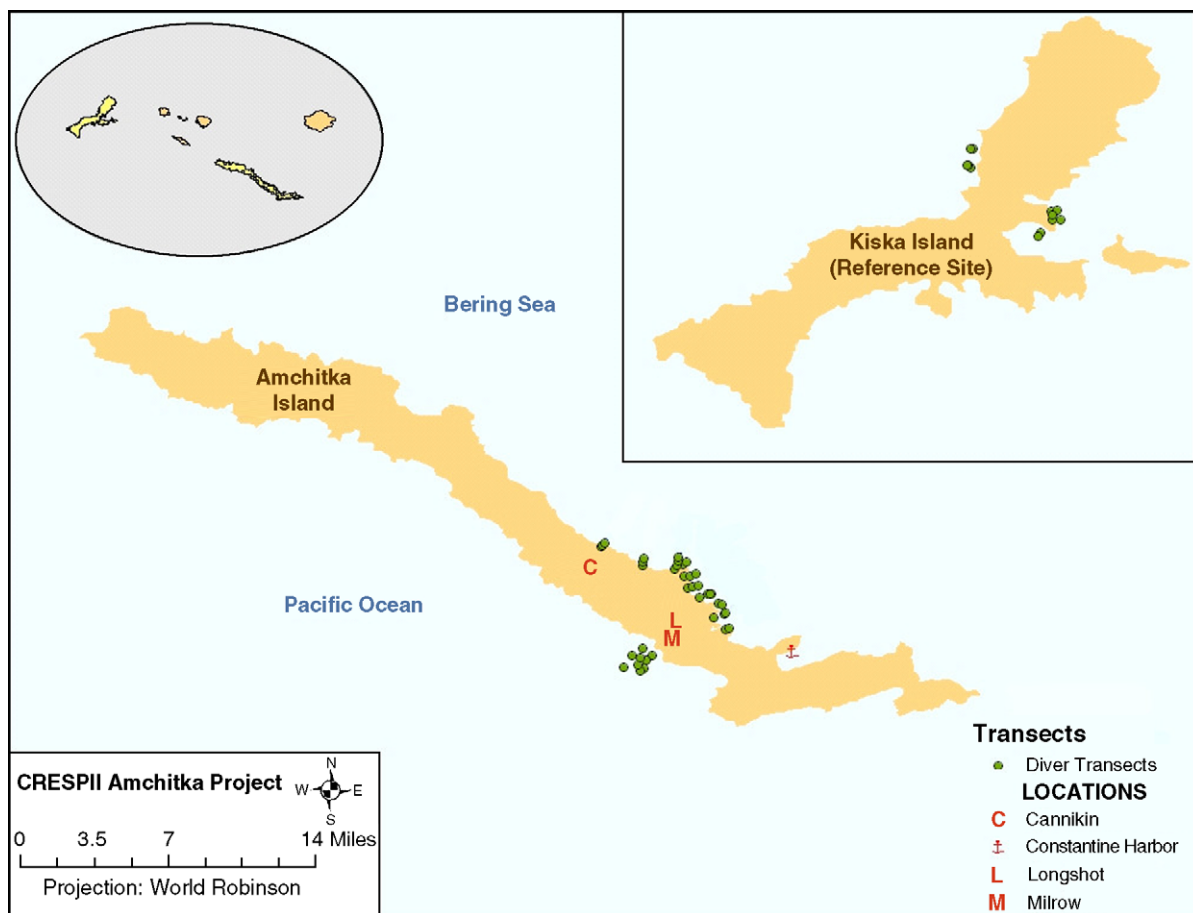 Kiska Island
(Reference Site)
Bering Sea
Amchitka
Island
C
Pacific Ocean
L
M
CRESPII Amchitka Project
N
W E
S
0 3.5 7 14 Miles
Projection: World Robinson
Transects
Diver Transects
LOCATIONS
C Cannikin
Constantine Harbor
L Longshot
M Milrow